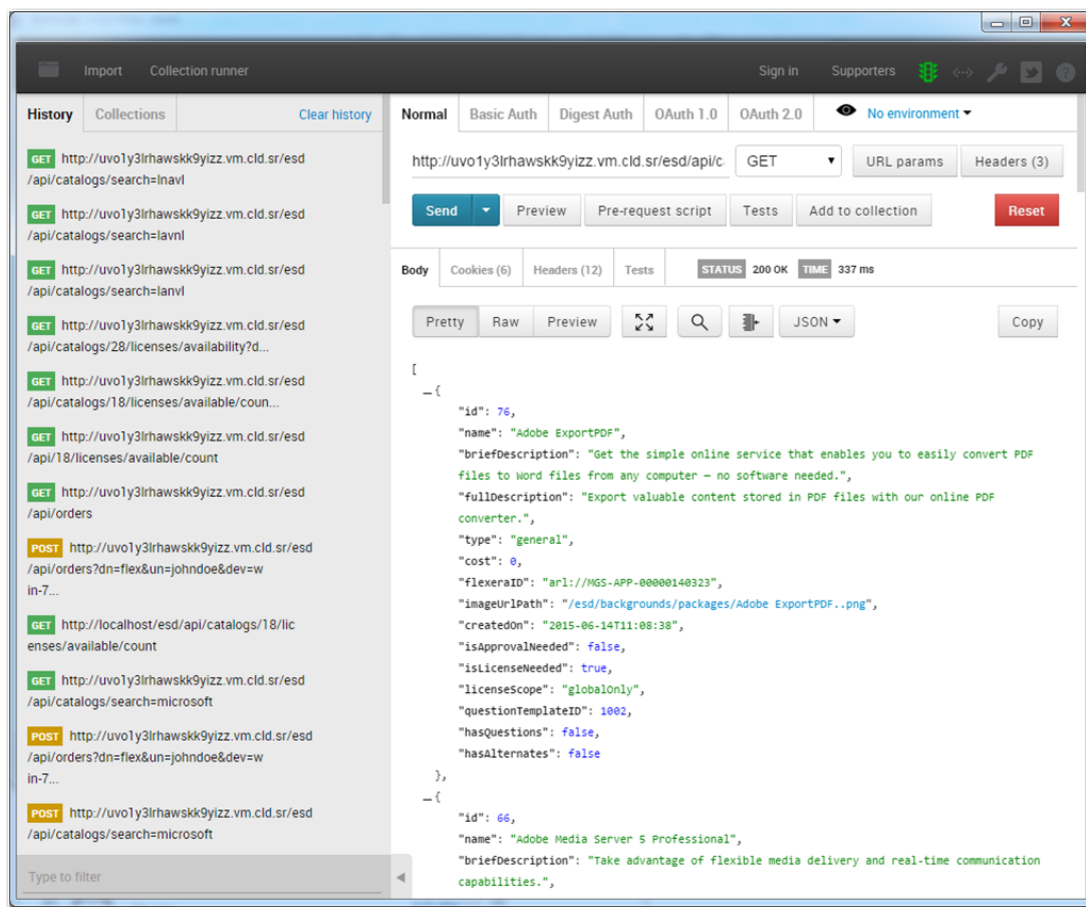 Import Collection runner Sign in Supporters
History Collections Clear history
GET http://uvo1y3lrhawskk9yizz.vm.cld.sr/esd
/api/catalogs/search=lnavl
GET http://uvo1y3lrhawskk9yizz.vm.cld.sr/esd
/api/catalogs/search=lavnl
GET http://uvo1y3lrhawskk9yizz.vm.cld.sr/esd
/api/catalogs/search=lanvl
GET http://uvo1y3lrhawskk9yizz.vm.cld.sr/esd
/api/catalogs/28/licenses/availability?d...
GET http://uvo1y3lrhawskk9yizz.vm.cld.sr/esd
/api/catalogs/18/licenses/available/coun...
GET http://uvo1y3lrhawskk9yizz.vm.cld.sr/esd
/api/18/licenses/available/count
GET http://uvo1y3lrhawskk9yizz.vm.cld.sr/esd
/api/orders
POST http://uvo1y3lrhawskk9yizz.vm.cld.sr/esd
/api/orders?dn=flex&un=johndoe&dev=w
in-7...
GET http://localhost/esd/api/catalogs/18/lic
enses/available/count
GET http://uvo1y3lrhawskk9yizz.vm.cld.sr/esd
/api/catalogs/search=microsoft
POST http://uvo1y3lrhawskk9yizz.vm.cld.sr/esd
/api/orders?dn=flex&un=johndoe&dev=w
in-7...
POST http://uvo1y3lrhawskk9yizz.vm.cld.sr/esd
/api/catalogs/search=microsoft
Type to filter
Normal Basic Auth Digest Auth OAuth 1.0 OAuth 2.0 No environment
http://uvo1y3lrhawskk9yizz.vm.cld.sr/esd/api/c GET URL params Headers (3)
Send Preview Pre-request script Tests Add to collection Reset
Body Cookies (6) Headers (12) Tests STATUS 200 OK TIME 337 ms
Pretty Raw Preview JSON Copy
[
{
"id": 76,
"name": "Adobe ExportPDF",
"briefDescription": "Get the simple online service that enables you to easily convert PDF
files to Word files from any computer – no software needed.",
"fullDescription": "Export valuable content stored in PDF files with our online PDF
converter.",
"type": "general",
"cost": 0,
"flexeraID": "arl://MGS-APP-00000140323",
"imageUrlPath": "/esd/backgrounds/packages/Adobe ExportPDF..png",
"createdOn": "2015-06-14T11:08:38",
"isApprovalNeeded": false,
"isLicenseNeeded": true,
"licenseScope": "globalOnly",
"questionTemplateID": 1002,
"hasQuestions": false,
"hasAlternates": false
},
{
"id": 66,
"name": "Adobe Media Server 5 Professional",
"briefDescription": "Take advantage of flexible media delivery and real-time communication
capabilities.",